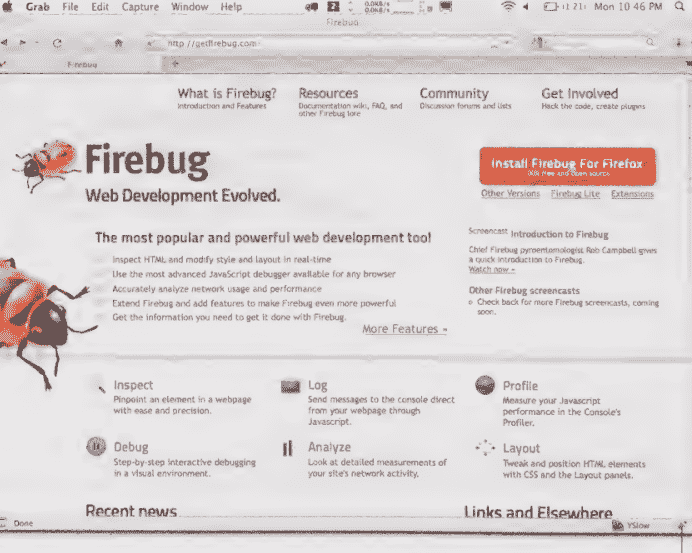 Grab File Edit Capture Window Help
2 0.0KB/s 0.0KB/s Mon 10:46 PM
Firebug
http://getfirebug.com
Firebug
What is Firebug? Resources Community Get Involved
Introduction and Features Documentation wiki, FAQ, and Discussion forums and lists Hack the code, create plugins
other Firebug lore
Firebug
Web Development Evolved.
Install Firebug For Firefox
100% free and open source
Other Versions Firebug Lite Extensions
The most popular and powerful web development tool
Inspect HTML and modify style and layout in real-time
Use the most advanced JavaScript debugger available for any browser
Accurately analyze network usage and performance
Extend Firebug and add features to make Firebug even more powerful
Get the information you need to get it done with Firebug.
More Features »
Screencast Introduction to Firebug
Chief Firebug pyroentomologist Rob Campbell gives
a quick introduction to Firebug.
Watch now »
Other Firebug screencasts
Check back for more Firebug screencasts, coming
soon.
Inspect
Pinpoint an element in a webpage
with ease and precision.
Log
Send messages to the console direct
from your webpage through
Javascript.
Profile
Measure your Javascript
performance in the Console's
Profiler.
Debug
Step-by-step interactive debugging
in a visual environment.
Analyze
Look at detailed measurements of
your site's network activity.
Layout
Tweak and position HTML elements
with CSS and the Layout panels.
Recent news Links and Elsewhere
Done YSlow